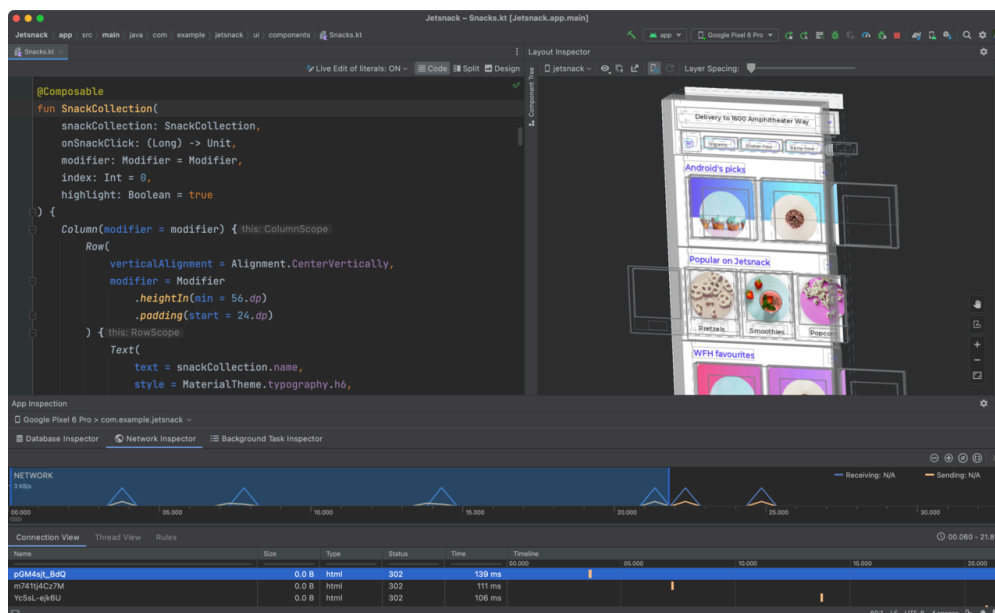 Jetsnack – Snacks.kt [Jetsnack.app.main]
Jetsnack › app › src › main › java › com › example › jetsnack › ui › components › Snacks.kt
app
Google Pixel 6 Pro
Snacks.kt
Live Edit of literals: ON
Code
Split
Design
@Composable
fun SnackCollection(
snackCollection: SnackCollection,
onSnackClick: (Long) -> Unit,
modifier: Modifier = Modifier,
index: Int = 0,
highlight: Boolean = true
) {
Column(modifier = modifier) { this: ColumnScope
Row(
verticalAlignment = Alignment.CenterVertically,
modifier = Modifier
.heightIn(min = 56.dp)
.padding(start = 24.dp)
) { this: RowScope
Text(
text = snackCollection.name,
style = MaterialTheme.typography.h6,
Layout Inspector
jetsnack
Layer Spacing:
Component Tree
Delivery to 1600 Amphitheater Way
Organic
Gluten-free
Dairy-free
Android's picks
Popular on Jetsnack
Pretzels
Smoothies
Popcorn
WFH favourites
App Inspection
Google Pixel 6 Pro > com.example.jetsnack
Database Inspector
Network Inspector
Background Task Inspector
NETWORK
3 KB/s
Receiving: N/A
Sending: N/A
00.000
05.000
10.000
15.000
20.000
25.000
30.000
Connection View
Thread View
Rules
Name Size Type Status Time Timeline
00.000 05.000 10.000 15.000 20.000
pGM4sjt_BdQ 0.0 B html 302 139 ms
m741tj4Cz7M 0.0 B html 302 111 ms
Yc5sL-ejk6U 0.0 B html 302 106 ms